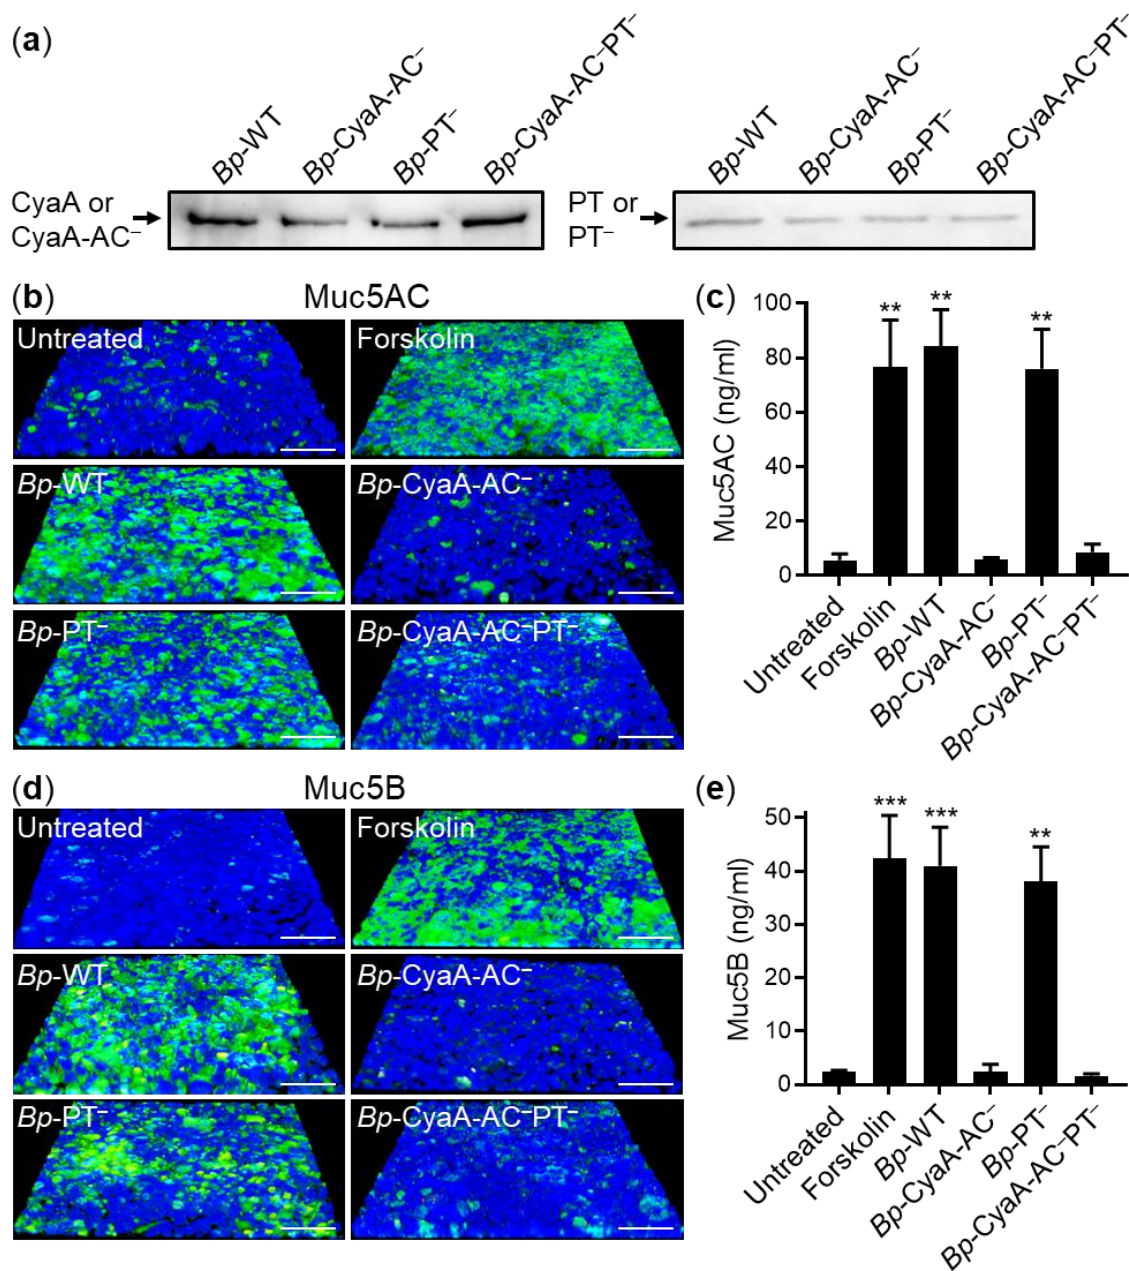 (a)
Bp-WT
Bp-CyaA-AC⁻
Bp-PT⁻
Bp-CyaA-AC⁻PT⁻
CyaA or
CyaA-AC⁻
Bp-WT
Bp-CyaA-AC⁻
Bp-PT⁻
Bp-CyaA-AC⁻PT⁻
PT or
PT⁻
(b) Muc5AC
Untreated
Forskolin
Bp-WT
Bp-CyaA-AC⁻
Bp-PT⁻
Bp-CyaA-AC⁻PT⁻
(c)
Muc5AC (ng/ml)
100
80
60
40
20
0
**
**
**
Untreated
Forskolin
Bp-WT
Bp-CyaA-AC⁻
Bp-PT⁻
Bp-CyaA-AC⁻PT⁻
(d) Muc5B
Untreated
Forskolin
Bp-WT
Bp-CyaA-AC⁻
Bp-PT⁻
Bp-CyaA-AC⁻PT⁻
(e)
Muc5B (ng/ml)
50
40
30
20
10
0
***
***
**
Untreated
Forskolin
Bp-WT
Bp-CyaA-AC⁻
Bp-PT⁻
Bp-CyaA-AC⁻PT⁻